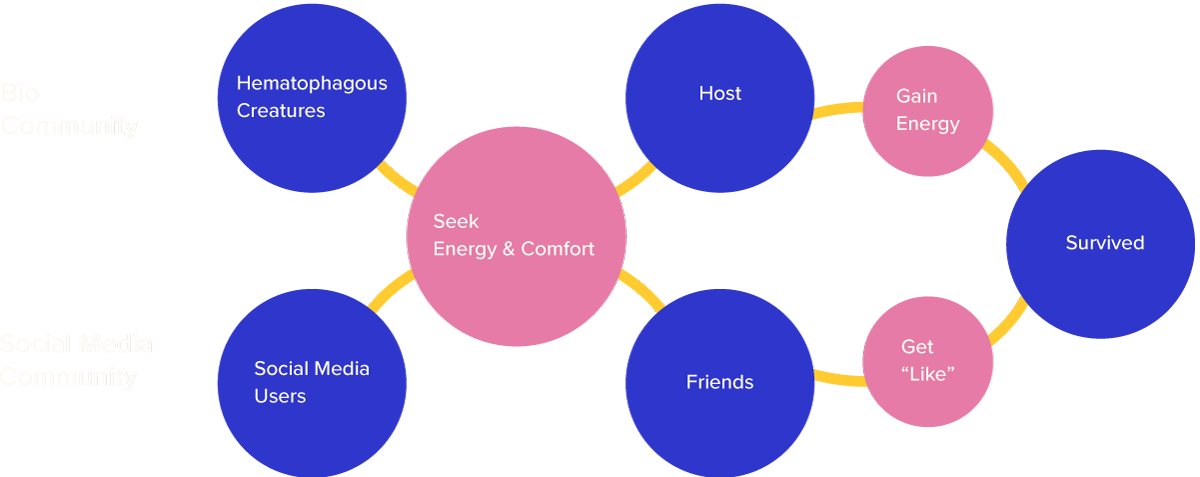 Bio
Community
Hematophagous
Creatures
Host
Gain
Energy
Seek
Energy & Comfort
Survived
Social Media
Community
Social Media
Users
Friends
Get
“Like”